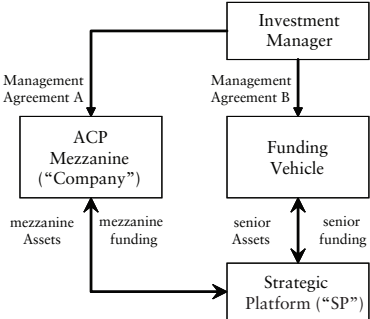 Investment
Manager
Management
Agreement A
Management
Agreement B
ACP
Mezzanine
(“Company”)
Funding
Vehicle
mezzanine
Assets
mezzanine
funding
senior
Assets
senior
funding
Strategic
Platform (“SP”)